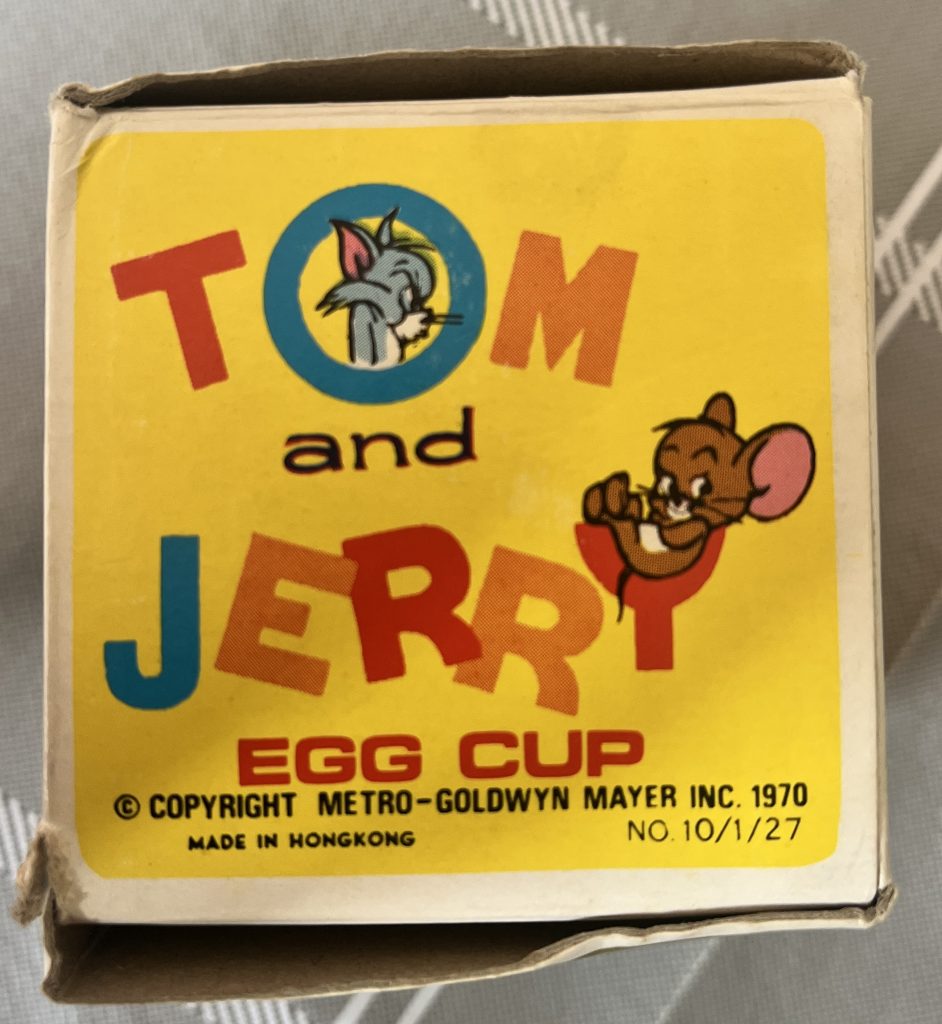 TOM
and
JERRY
EGG CUP
© COPYRIGHT METRO-GOLDWYN MAYER INC. 1970
MADE IN HONGKONG NO. 10/1/27